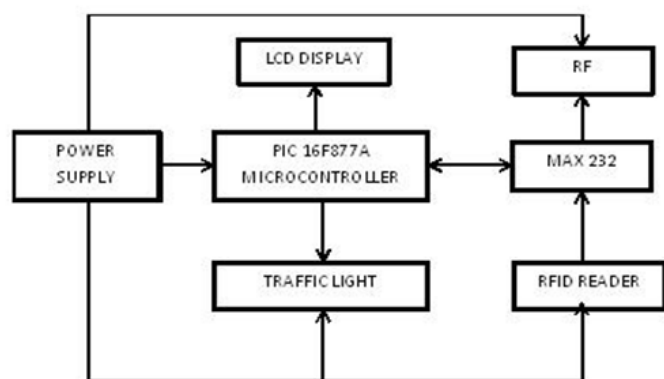 LCD DISPLAY
RF
POWER
SUPPLY
PIC 16F877A
MICROCONTROLLER
MAX 232
TRAFFIC LIGHT
RFID READER